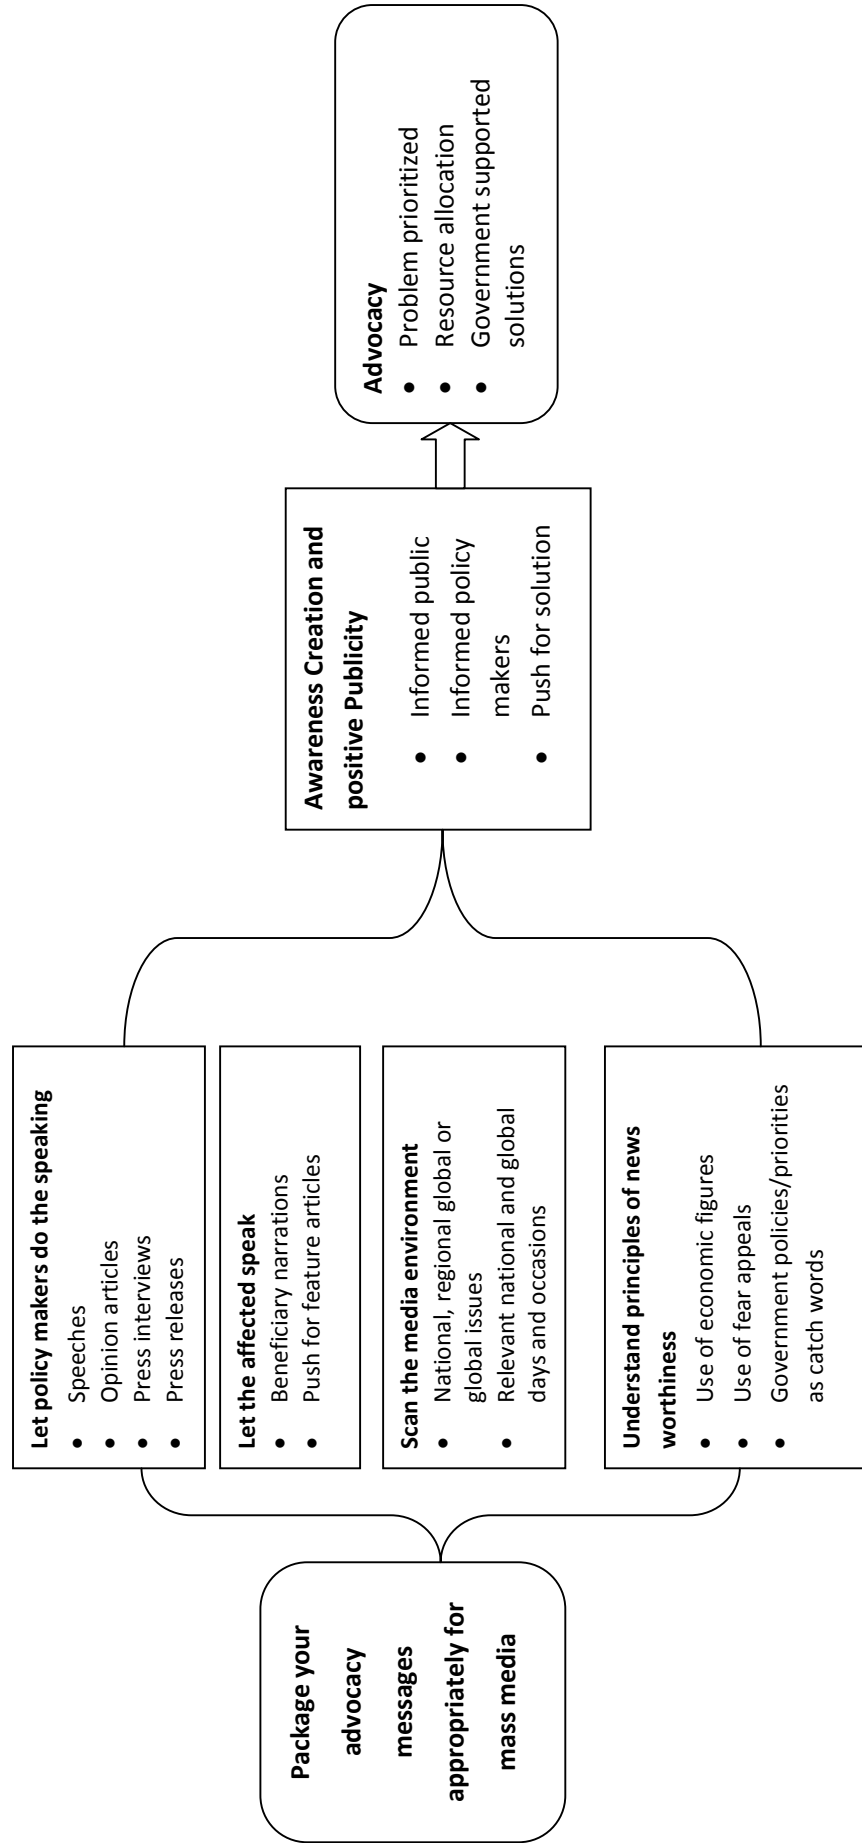 Package your
advocacy
messages
appropriately for
mass media
Let policy makers do the speaking
• Speeches
• Opinion articles
• Press interviews
• Press releases
Let the affected speak
• Beneficiary narrations
• Push for feature articles
Scan the media environment
• National, regional global or
global issues
• Relevant national and global
days and occasions
Understand principles of news
worthiness
• Use of economic figures
• Use of fear appeals
• Government policies/priorities
as catch words
Awareness Creation and
positive Publicity
• Informed public
• Informed policy
makers
• Push for solution
Advocacy
• Problem prioritized
• Resource allocation
• Government supported
solutions